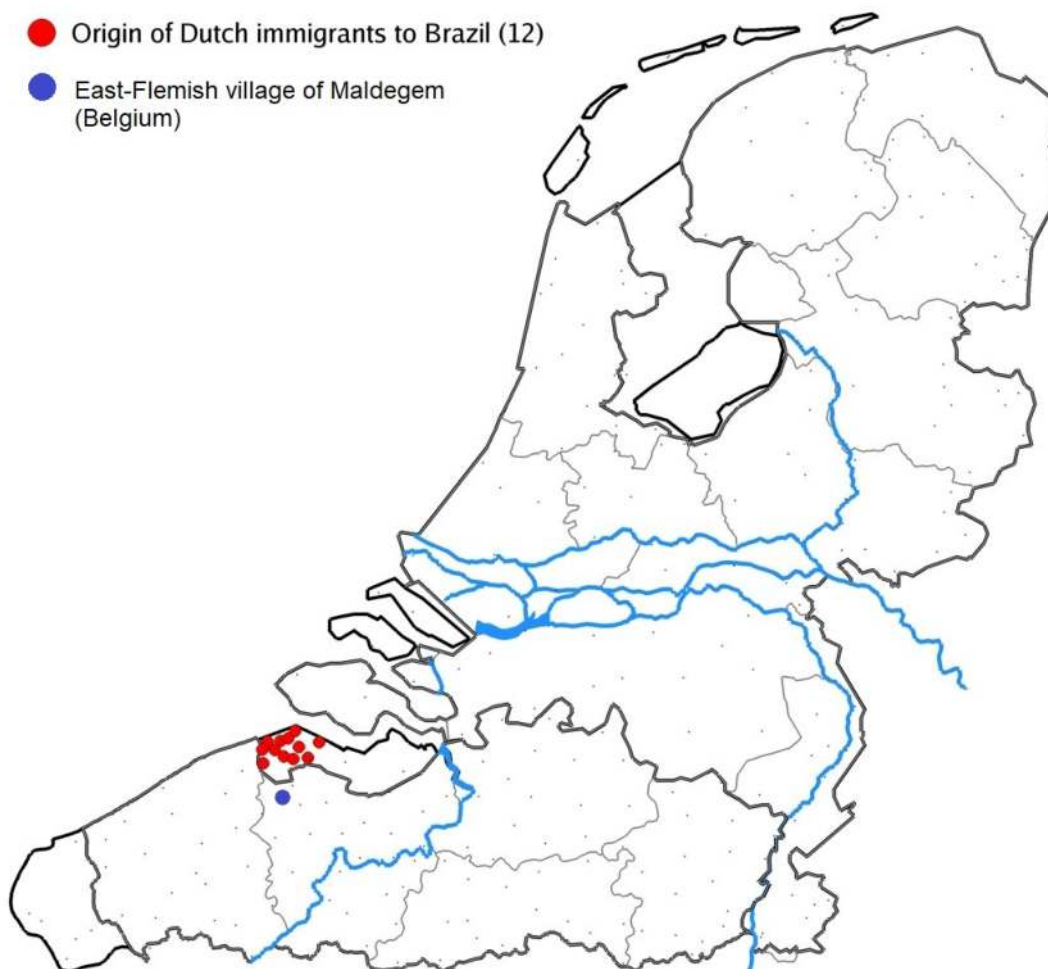 Origin of Dutch immigrants to Brazil (12)
East-Flemish village of Maldegem
(Belgium)